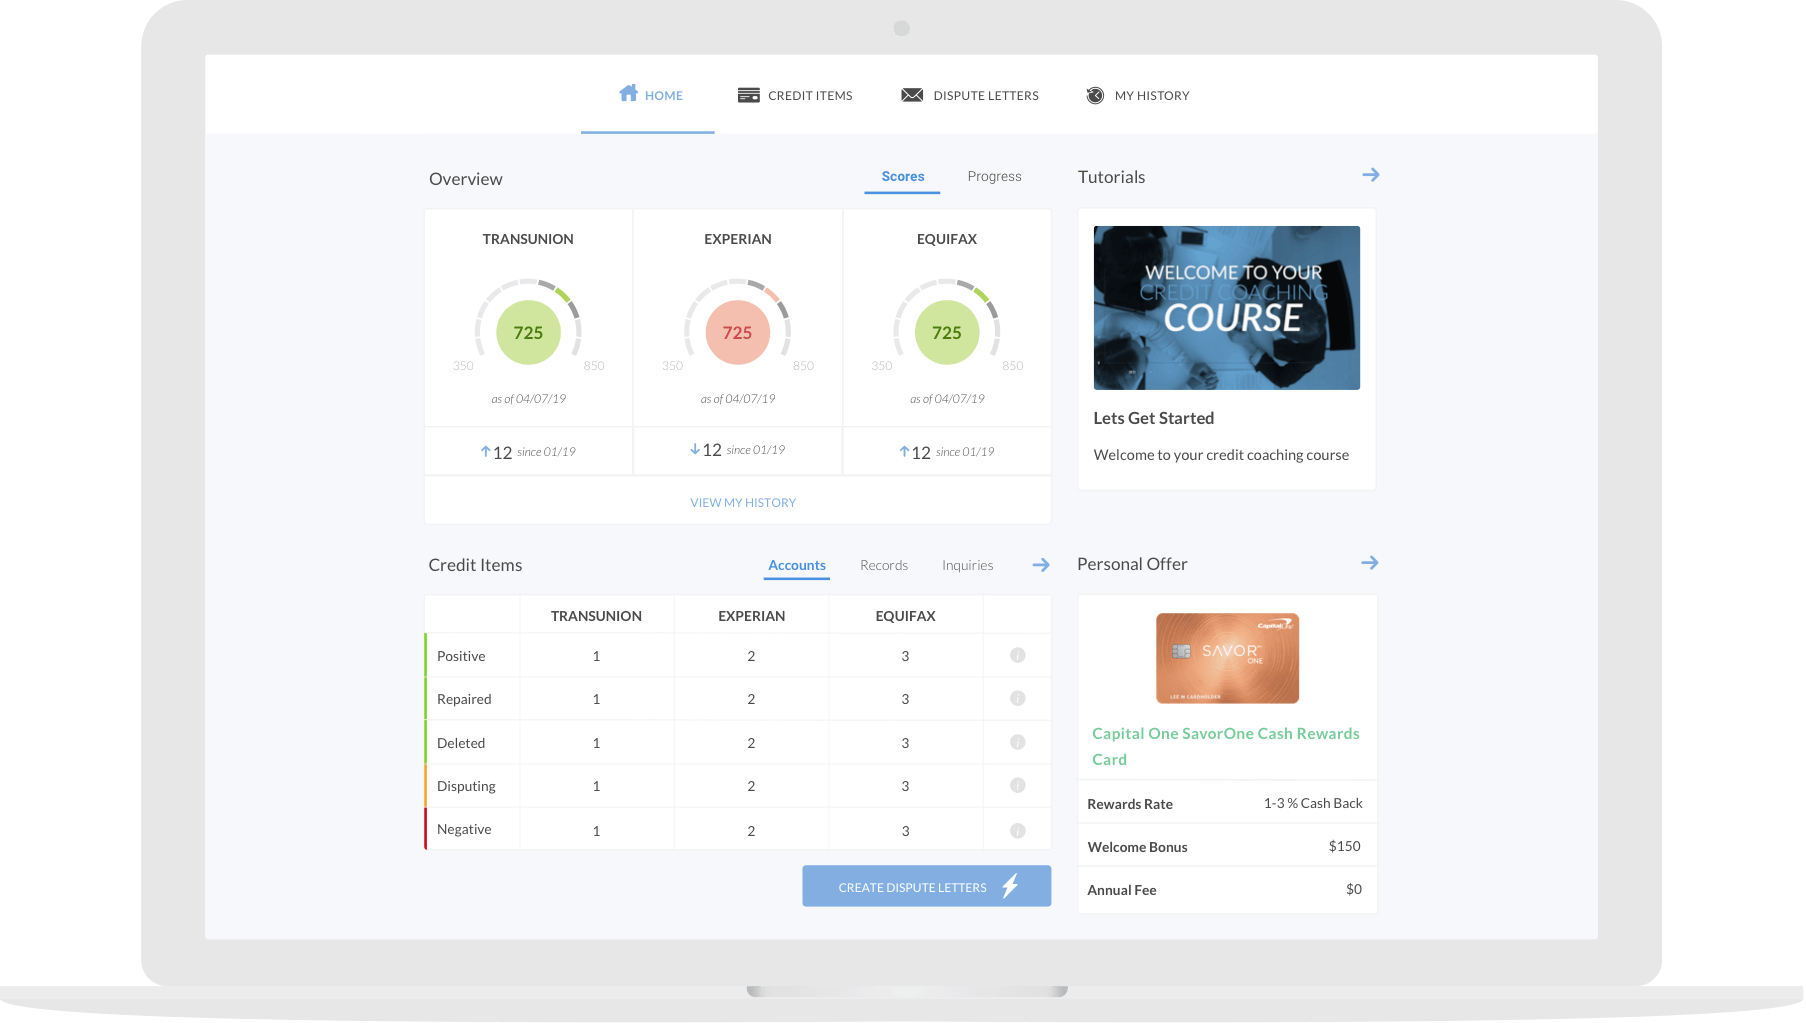 HOME
CREDIT ITEMS
DISPUTE LETTERS
MY HISTORY
Overview
Scores
Progress
TRANSUNION
EXPERIAN
EQUIFAX
725
725
725
350
850
350
850
350
850
as of 04/07/19
as of 04/07/19
as of 04/07/19
12 since 01/19
12 since 01/19
12 since 01/19
VIEW MY HISTORY
Tutorials
WELCOME TO YOUR
CREDIT COACHING
COURSE
Lets Get Started
Welcome to your credit coaching course
Credit Items
Accounts
Records
Inquiries
TRANSUNION EXPERIAN EQUIFAX
Positive 1 2 3
Repaired 1 2 3
Deleted 1 2 3
Disputing 1 2 3
Negative 1 2 3
CREATE DISPUTE LETTERS
Personal Offer
Capital One
SAVOR
ONE
LEE M CARDHOLDER
Capital One SavorOne Cash Rewards
Card
Rewards Rate 1-3 % Cash Back
Welcome Bonus $150
Annual Fee $0